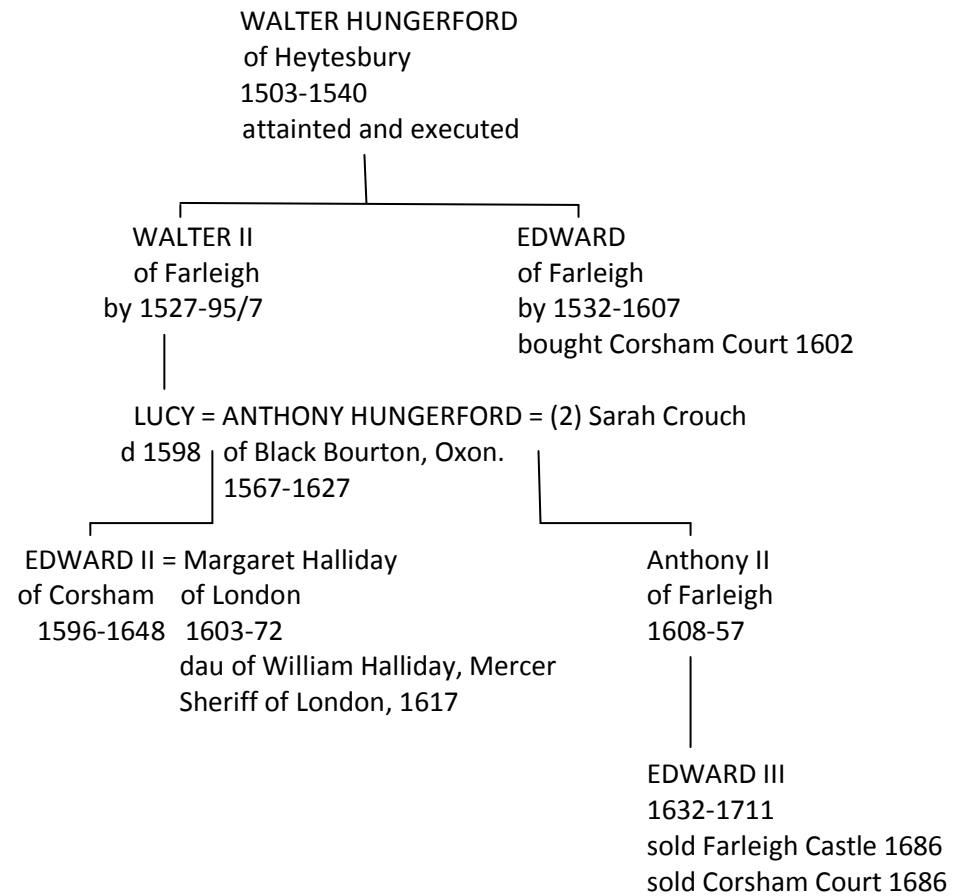 WALTER HUNGERFORD
of Heytesbury
1503-1540
attainted and executed
WALTER II
of Farleigh
by 1527-95/7
EDWARD
of Farleigh
by 1532-1607
bought Corsham Court 1602
LUCY = ANTHONY HUNGERFORD = (2) Sarah Crouch
d 1598 of Black Bourton, Oxon.
1567-1627
EDWARD II = Margaret Halliday
of Corsham of London
1596-1648 1603-72
dau of William Halliday, Mercer
Sheriff of London, 1617
Anthony II
of Farleigh
1608-57
EDWARD III
1632-1711
sold Farleigh Castle 1686
sold Corsham Court 1686